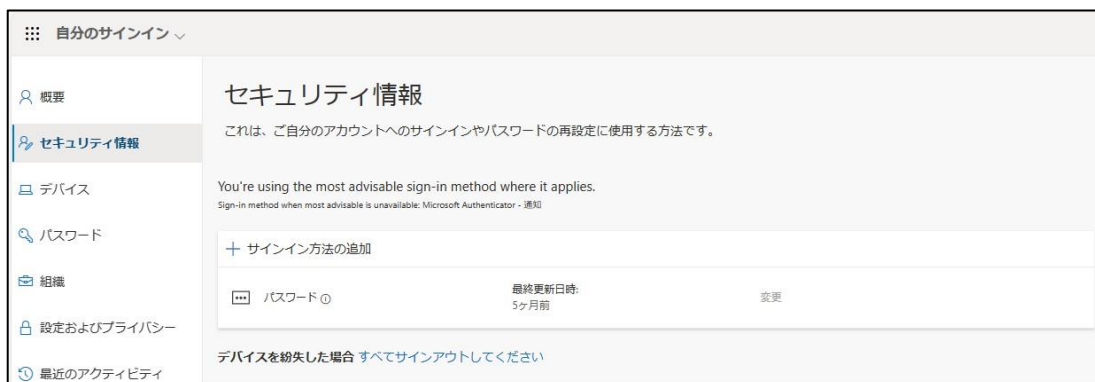 自分のサインイン
概要
セキュリティ情報
デバイス
パスワード
組織
設定およびプライバシー
最近のアクティビティ
セキュリティ情報
これは、ご自分のアカウントへのサインインやパスワードの再設定に使用する方法です。
You're using the most advisable sign-in method where it applies.
Sign-in method when most advisable is unavailable: Microsoft Authenticator - 通知
+ サインイン方法の追加
パスワード
最終更新日時:
5ヶ月前
変更
デバイスを紛失した場合 すべてサインアウトしてください